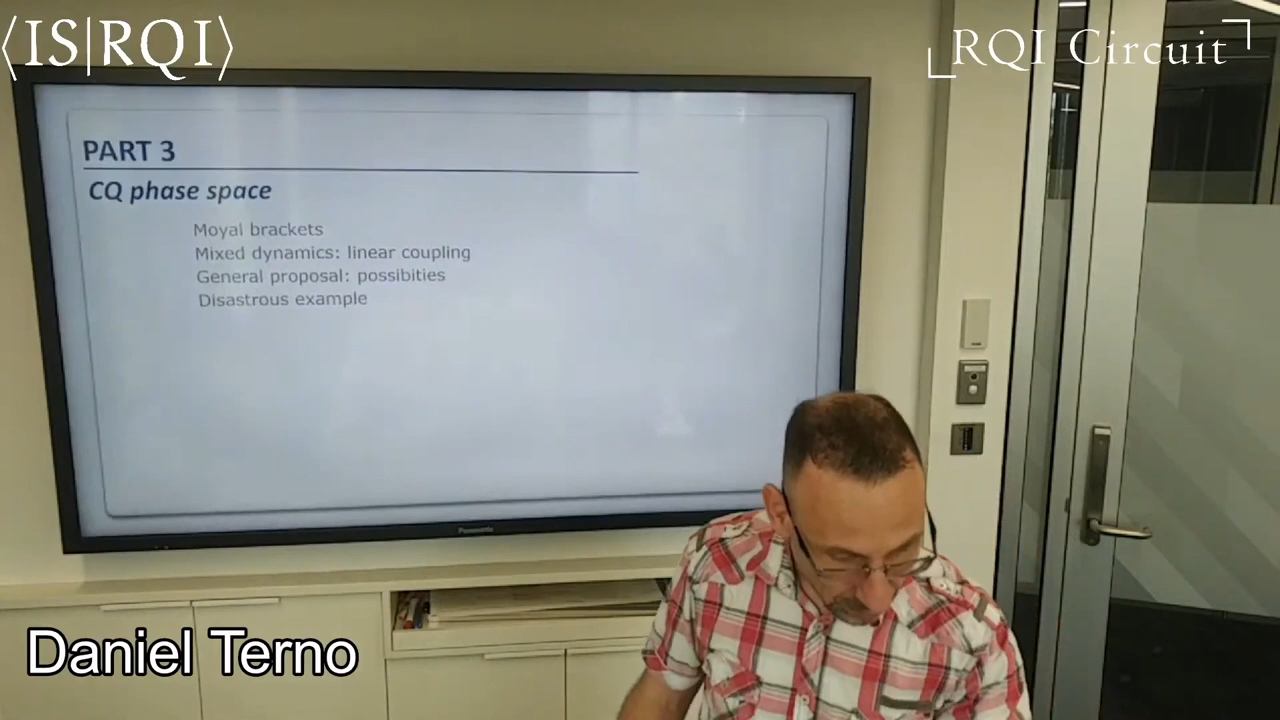 ⟨IS|RQI⟩
RQI Circuit
PART 3
CQ phase space
Moyal brackets
Mixed dynamics: linear coupling
General proposal: possibities
Disastrous example
Panasonic
Daniel Terno